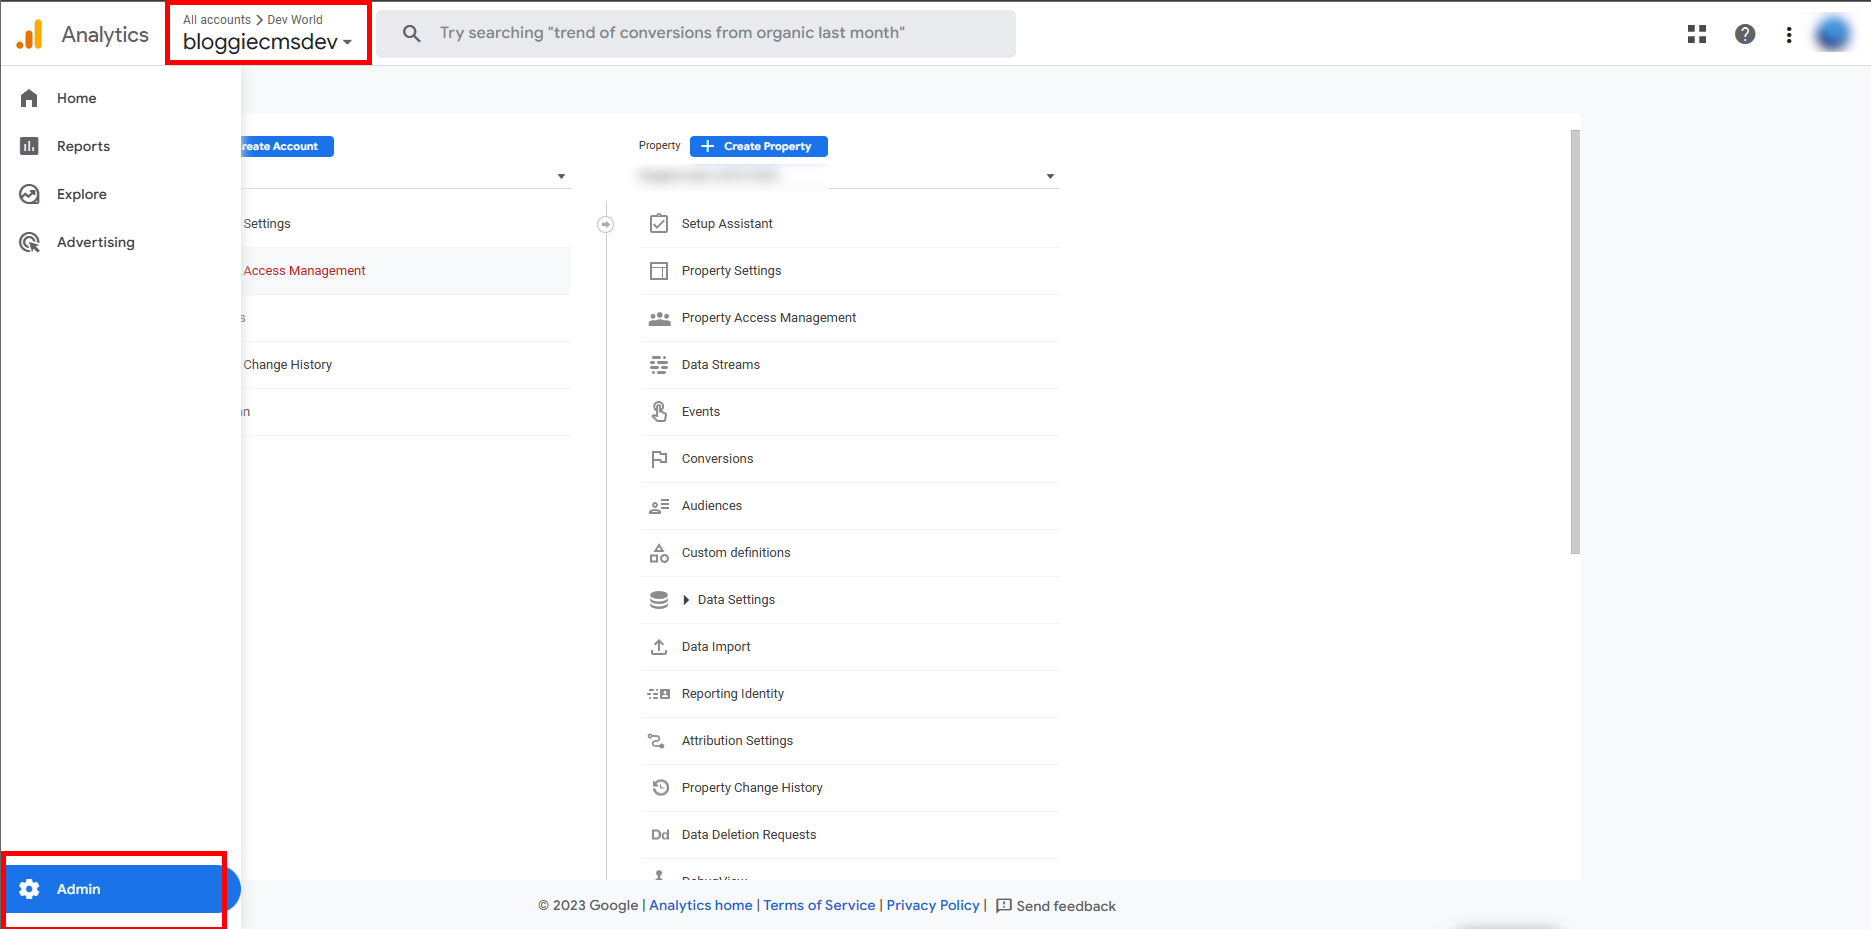 Analytics
All accounts > Dev World
bloggiecmsdev
Try searching "trend of conversions from organic last month"
Home
Reports
Explore
Advertising
Admin
reate Account
Settings
Access Management
s
Change History
Property
Create Property
Setup Assistant
Property Settings
Property Access Management
Data Streams
Events
Conversions
Audiences
Custom definitions
Data Settings
Data Import
Reporting Identity
Attribution Settings
Property Change History
Dd Data Deletion Requests
DebugView
© 2023 Google | Analytics home | Terms of Service | Privacy Policy | Send feedback